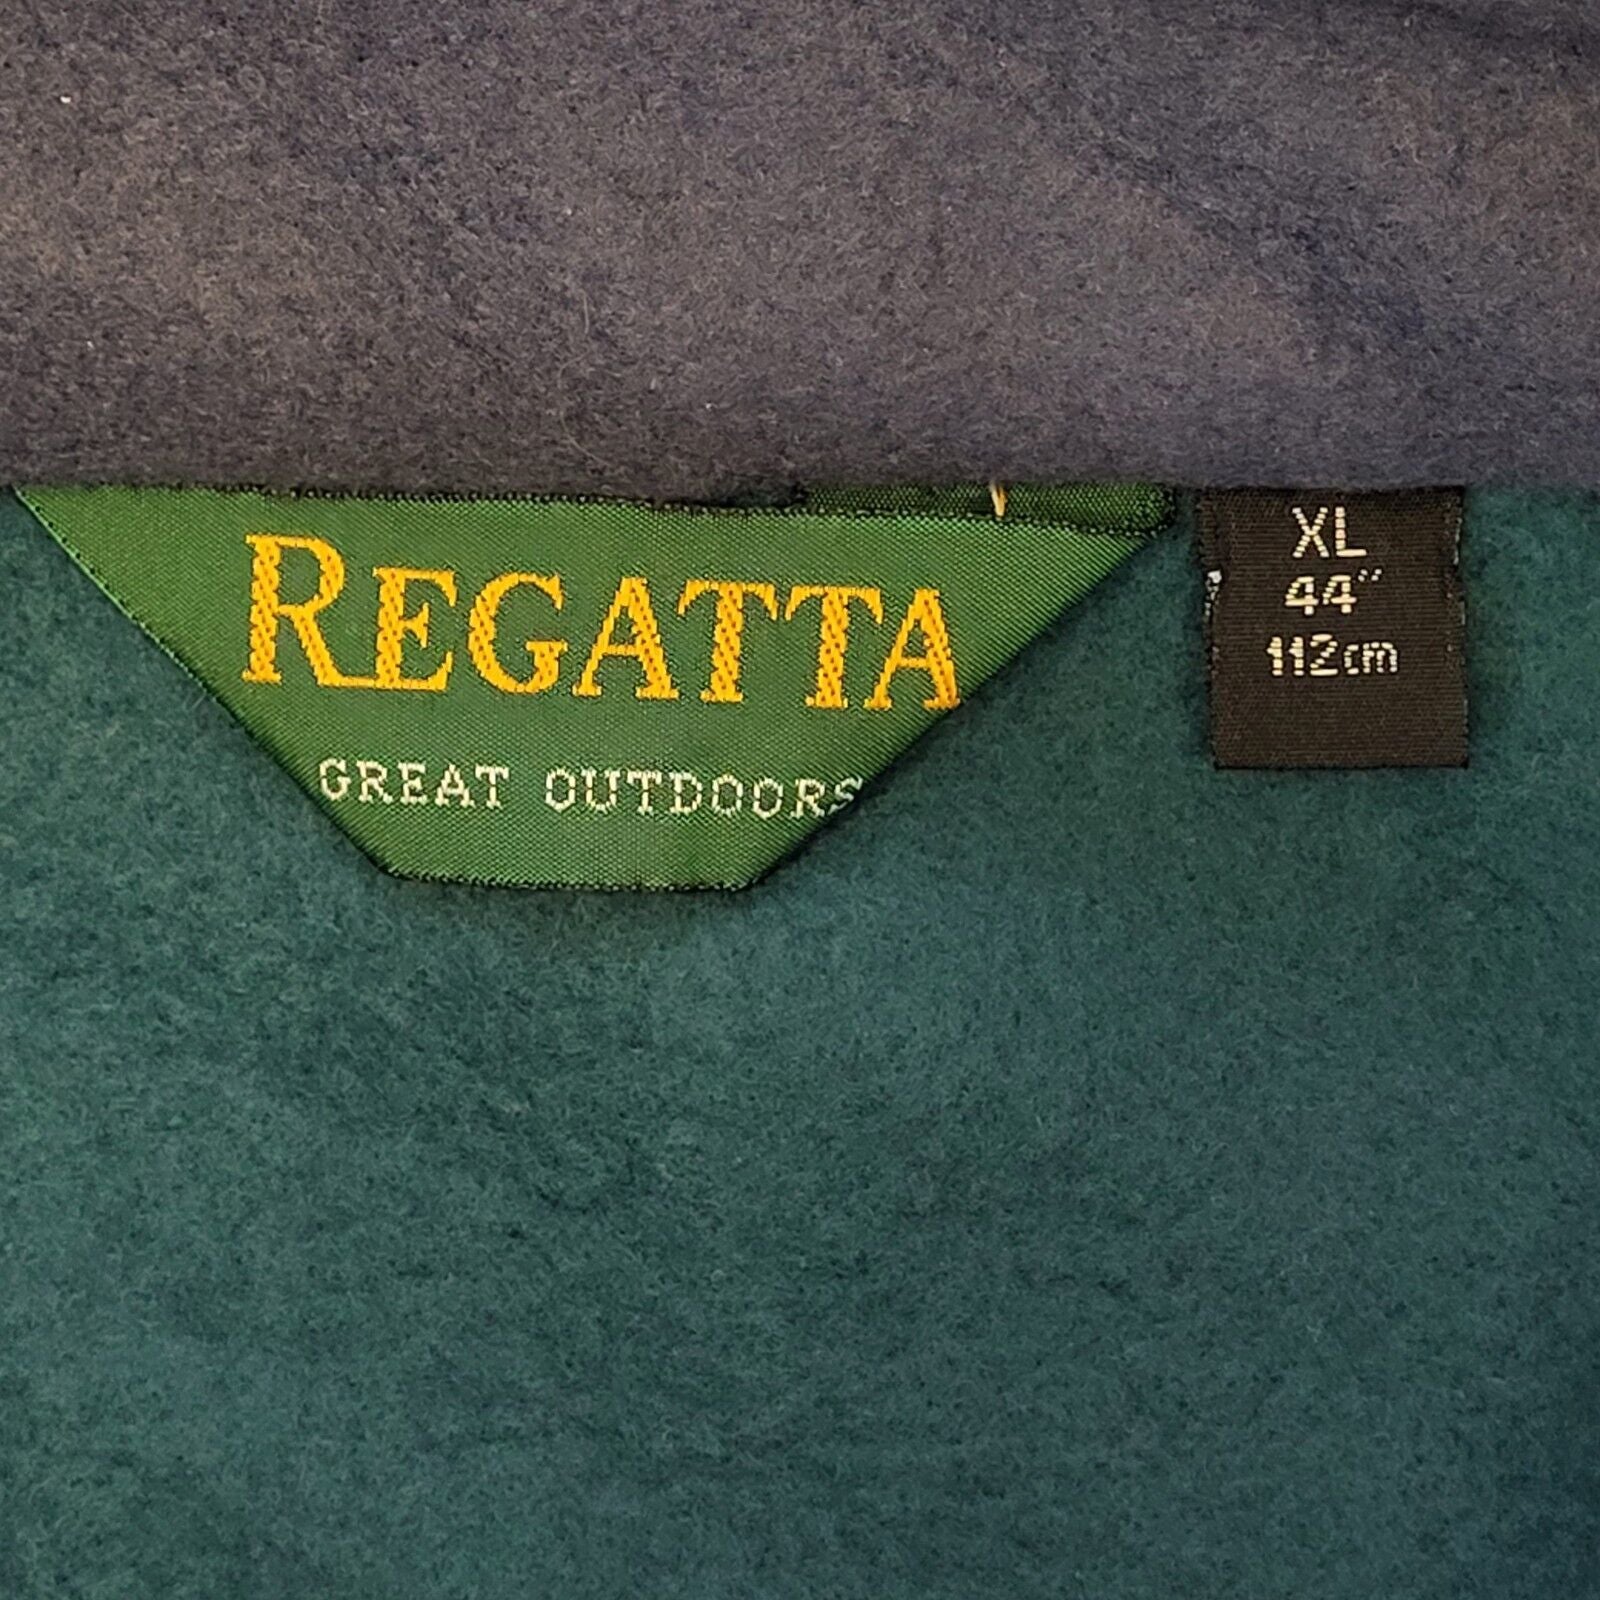 REGATTA
GREAT OUTDOORS
XL
44"
112cm